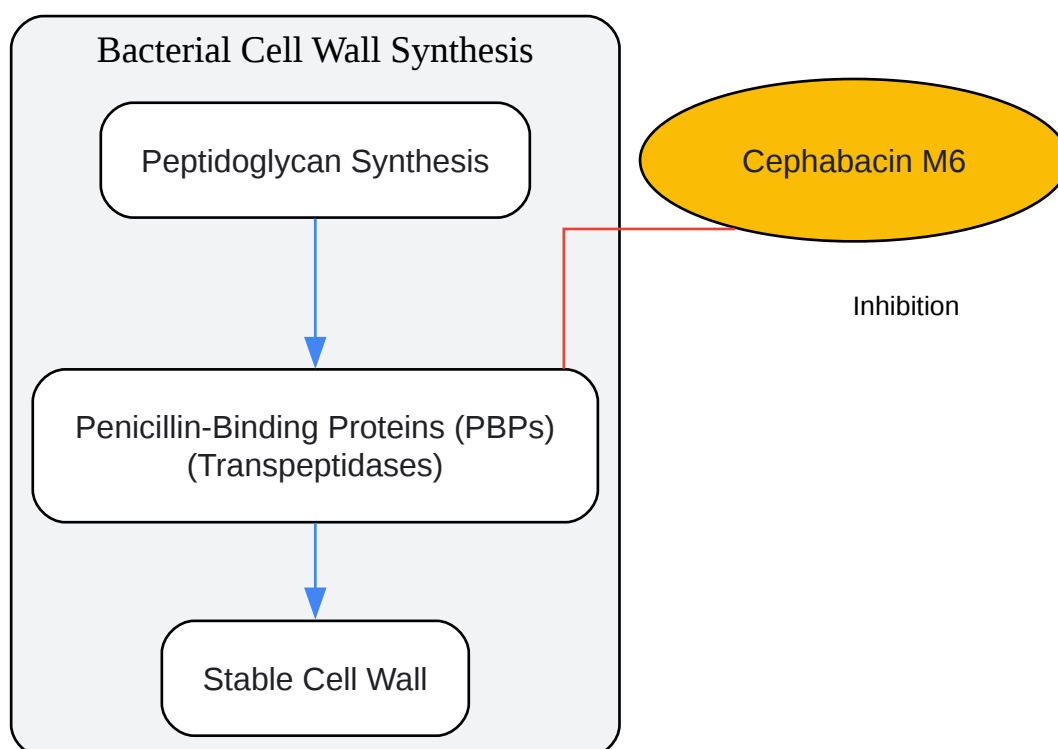 Bacterial Cell Wall Synthesis
Peptidoglycan Synthesis
Cephabacin M6
Inhibition
Penicillin-Binding Proteins (PBPs)
(Transpeptidases)
Stable Cell Wall